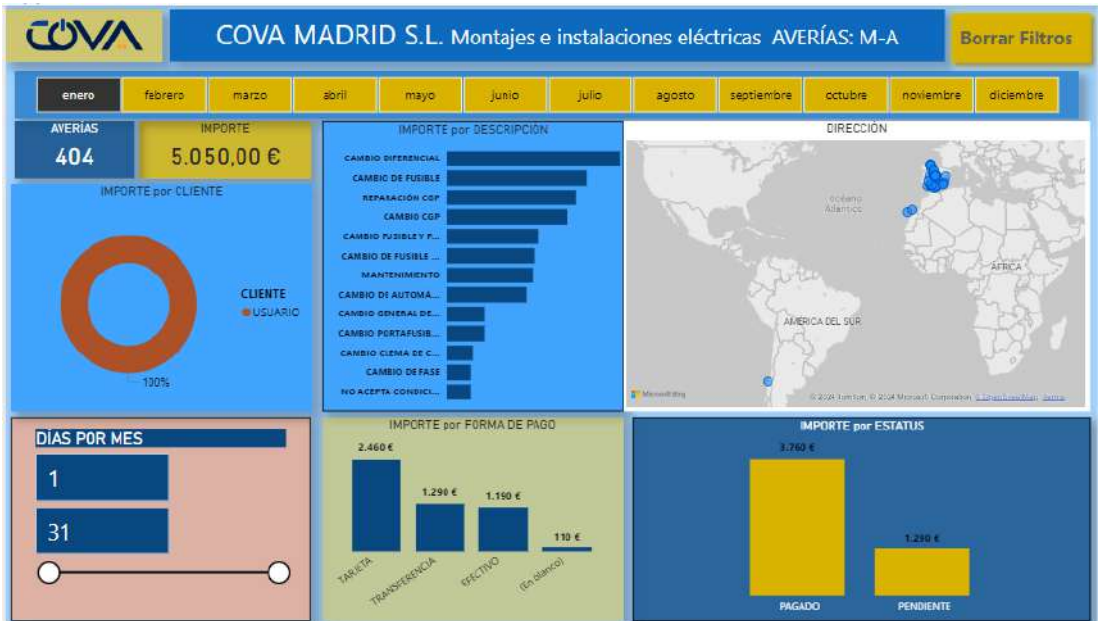 COVA
COVA MADRID S.L. Montajes e instalaciones eléctricas AVERÍAS: M-A
Borrar Filtros
enero
febrero
marzo
abril
mayo
junio
julio
agosto
septiembre
octubre
noviembre
diciembre
AVERÍAS
404
IMPORTE
5.050,00 €
IMPORTE por CLIENTE
CLIENTE
USUARIO
100%
IMPORTE por DESCRIPCIÓN
CAMBIO DIFERENCIAL
CAMBIO DE FUSIBLE
REPARACIÓN CGP
CAMBIO CGP
CAMBIO FUSIBLE Y P...
CAMBIO DE FUSIBLE ...
MANTENIMIENTO
CAMBIO DE AUTOMA...
CAMBIO GENERAL DE...
CAMBIO PORTAFUSIB...
CAMBIO CLEMA DE C...
CAMBIO DE FASE
NO ACEPTA CONDICI...
DIRECCIÓN
Océano
Atlántico
ÁFRICA
AMÉRICA DEL SUR
Microsoft Bing
© 2024 TomTom, © 2024 Microsoft Corporation, © OpenStreetMap Terms
DÍAS POR MES
1
31
IMPORTE por FORMA DE PAGO
2.460 €
1.290 €
1.190 €
110 €
TARJETA
TRANSFERENCIA
EFECTIVO
(En blanco)
IMPORTE por ESTATUS
3.760 €
1.290 €
PAGADO
PENDIENTE